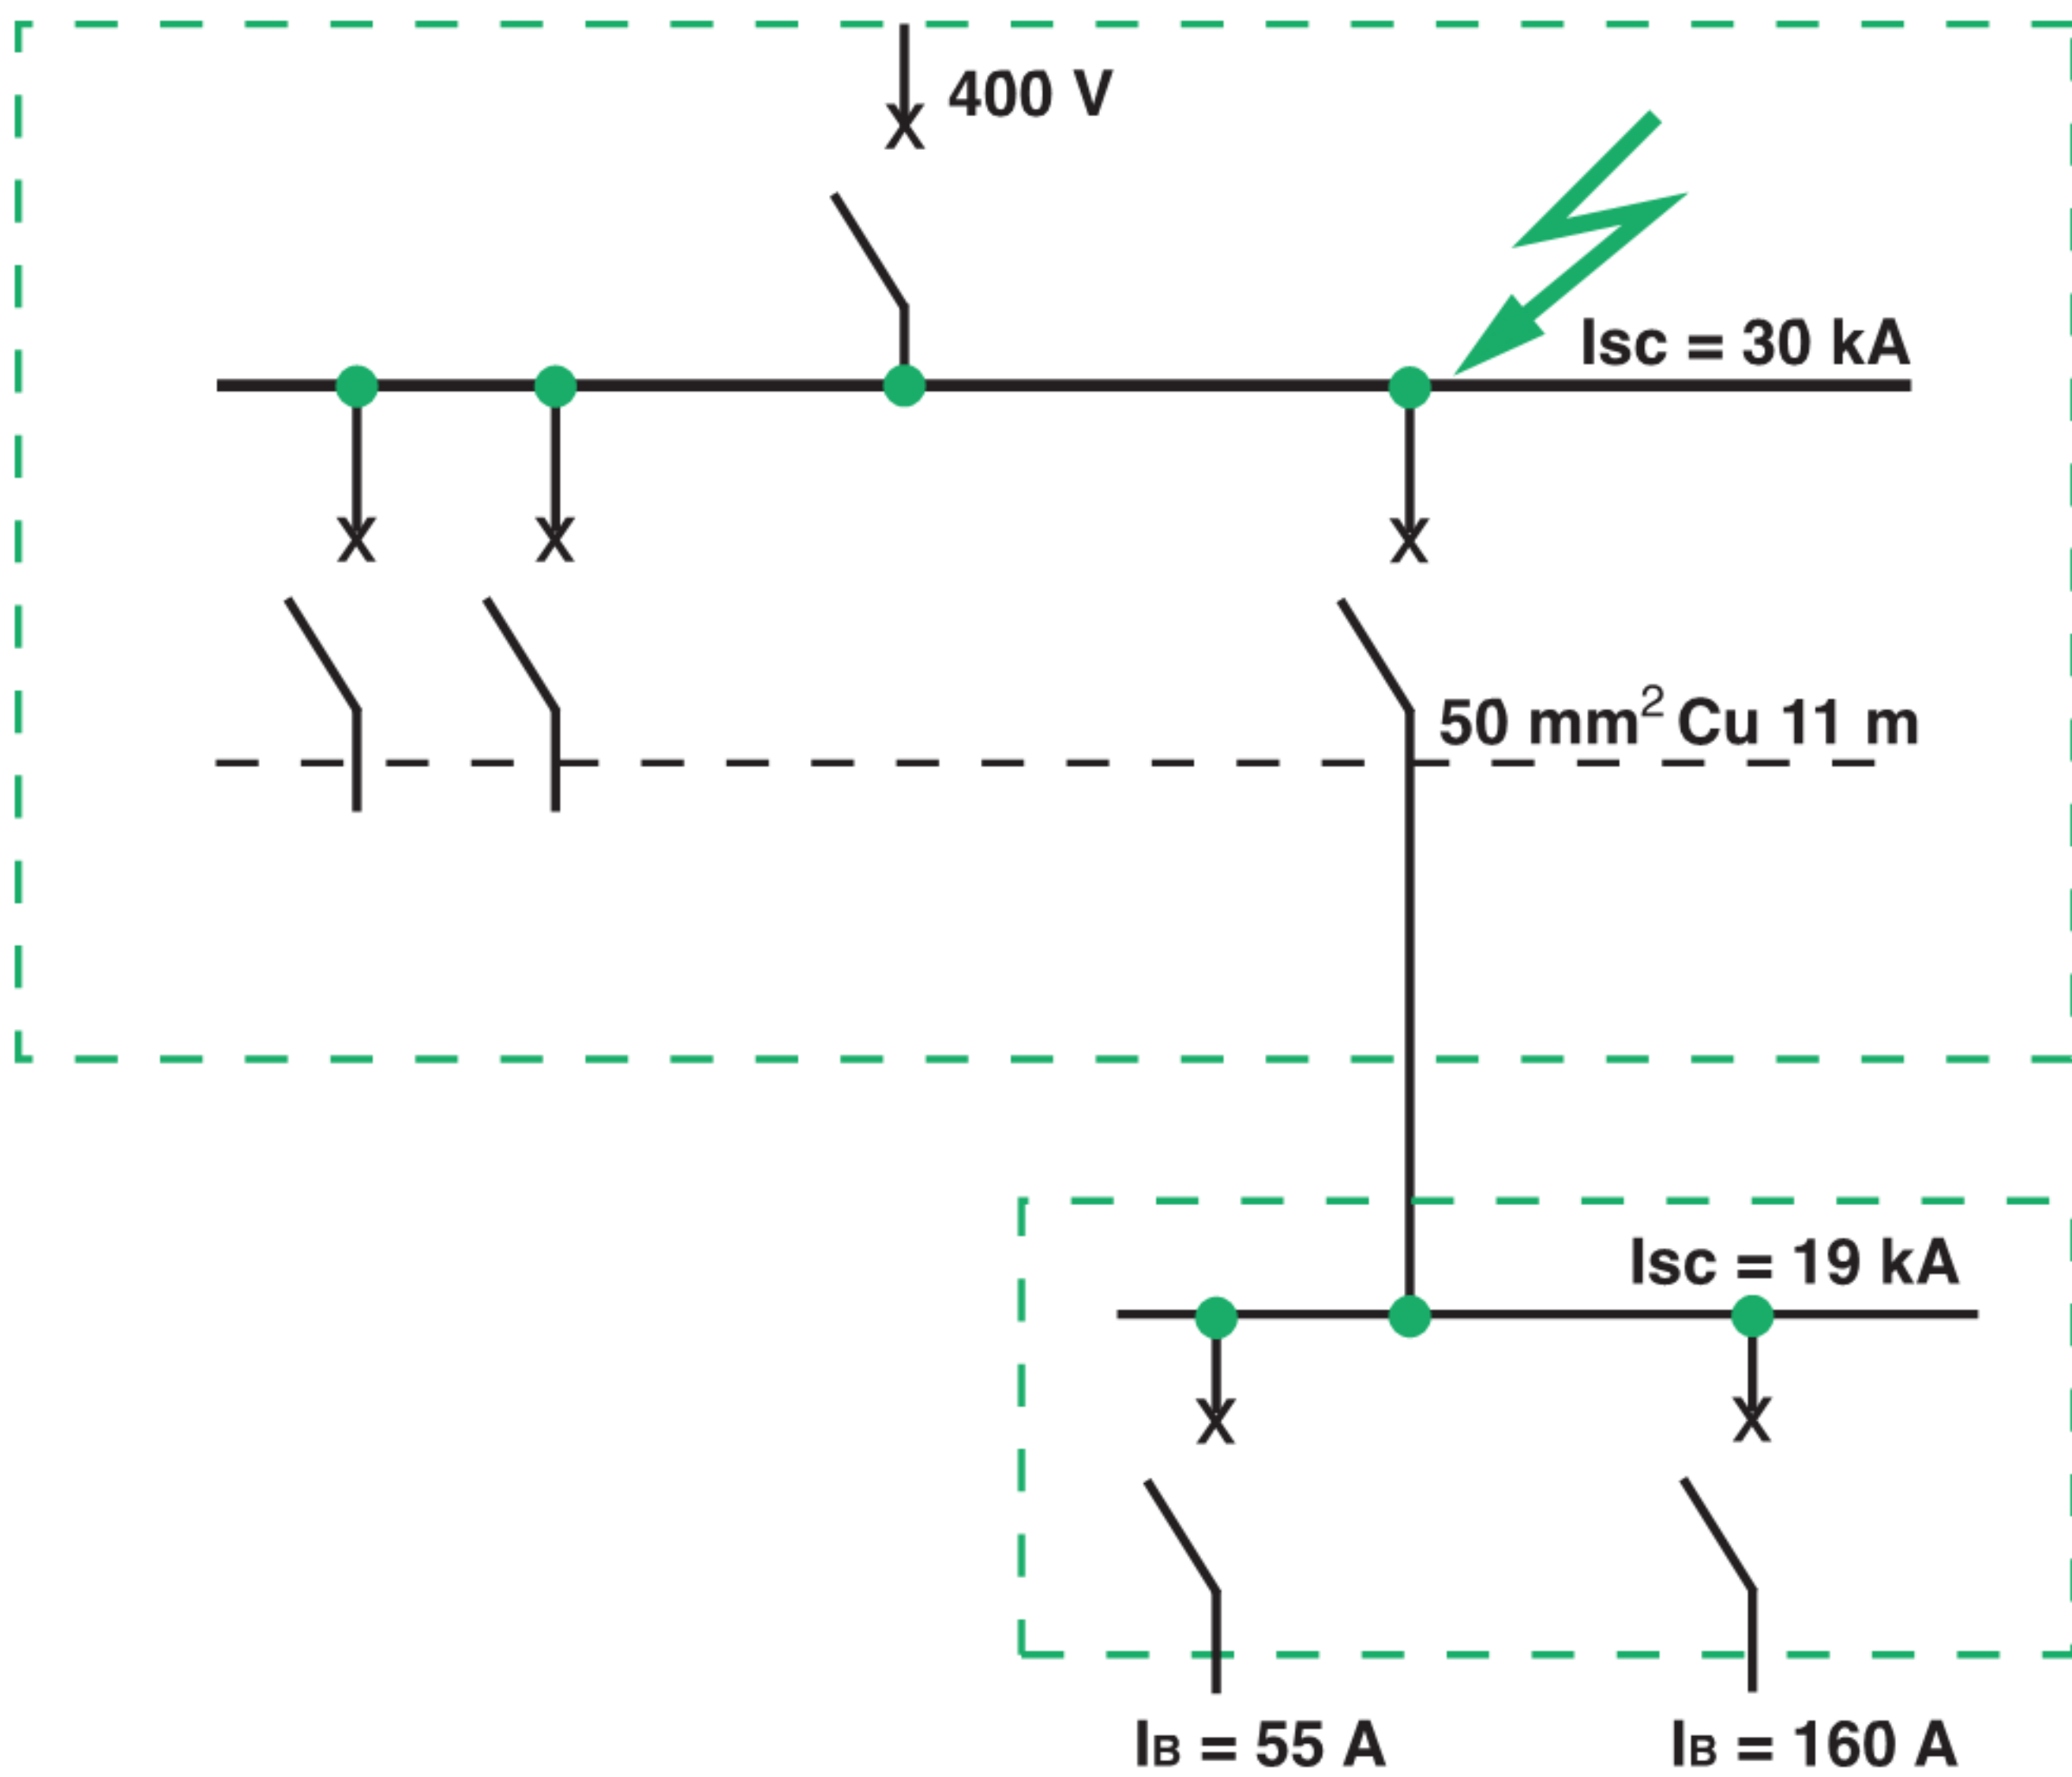 400 V
Isc = 30 kA
X
X
X
X
50 mm² Cu 11 m
Isc = 19 kA
X
X
IB = 55 A
IB = 160 A